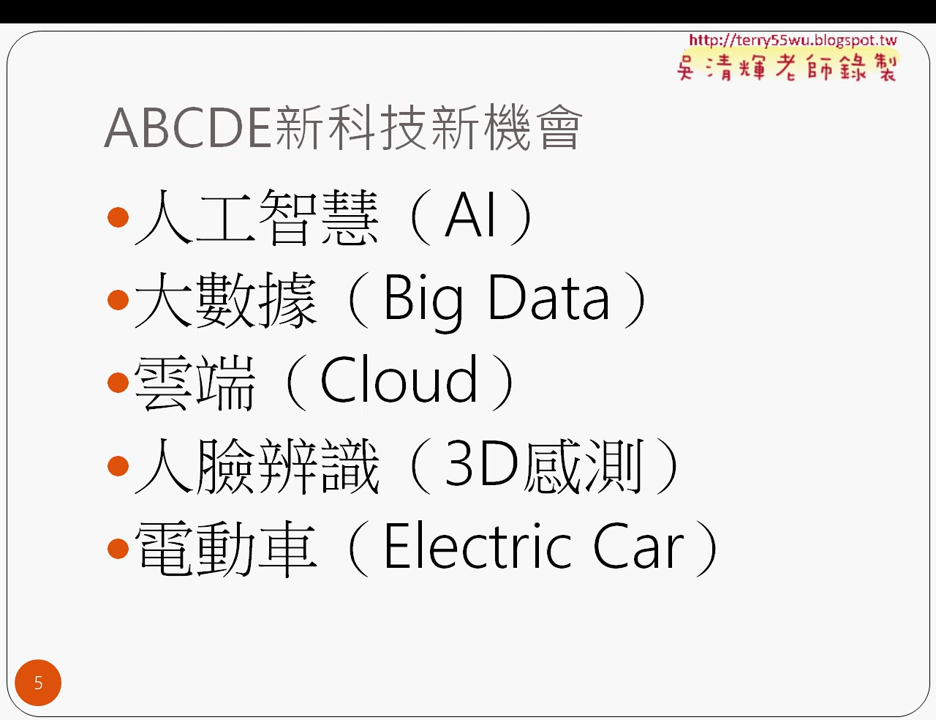 http://terry55wu.blogspot.tw
吳清輝老師錄製
ABCDE新科技新機會
•人工智慧（AI）
•大數據（Big Data）
•雲端（Cloud）
•人臉辨識（3D感測）
•電動車（Electric Car）
5